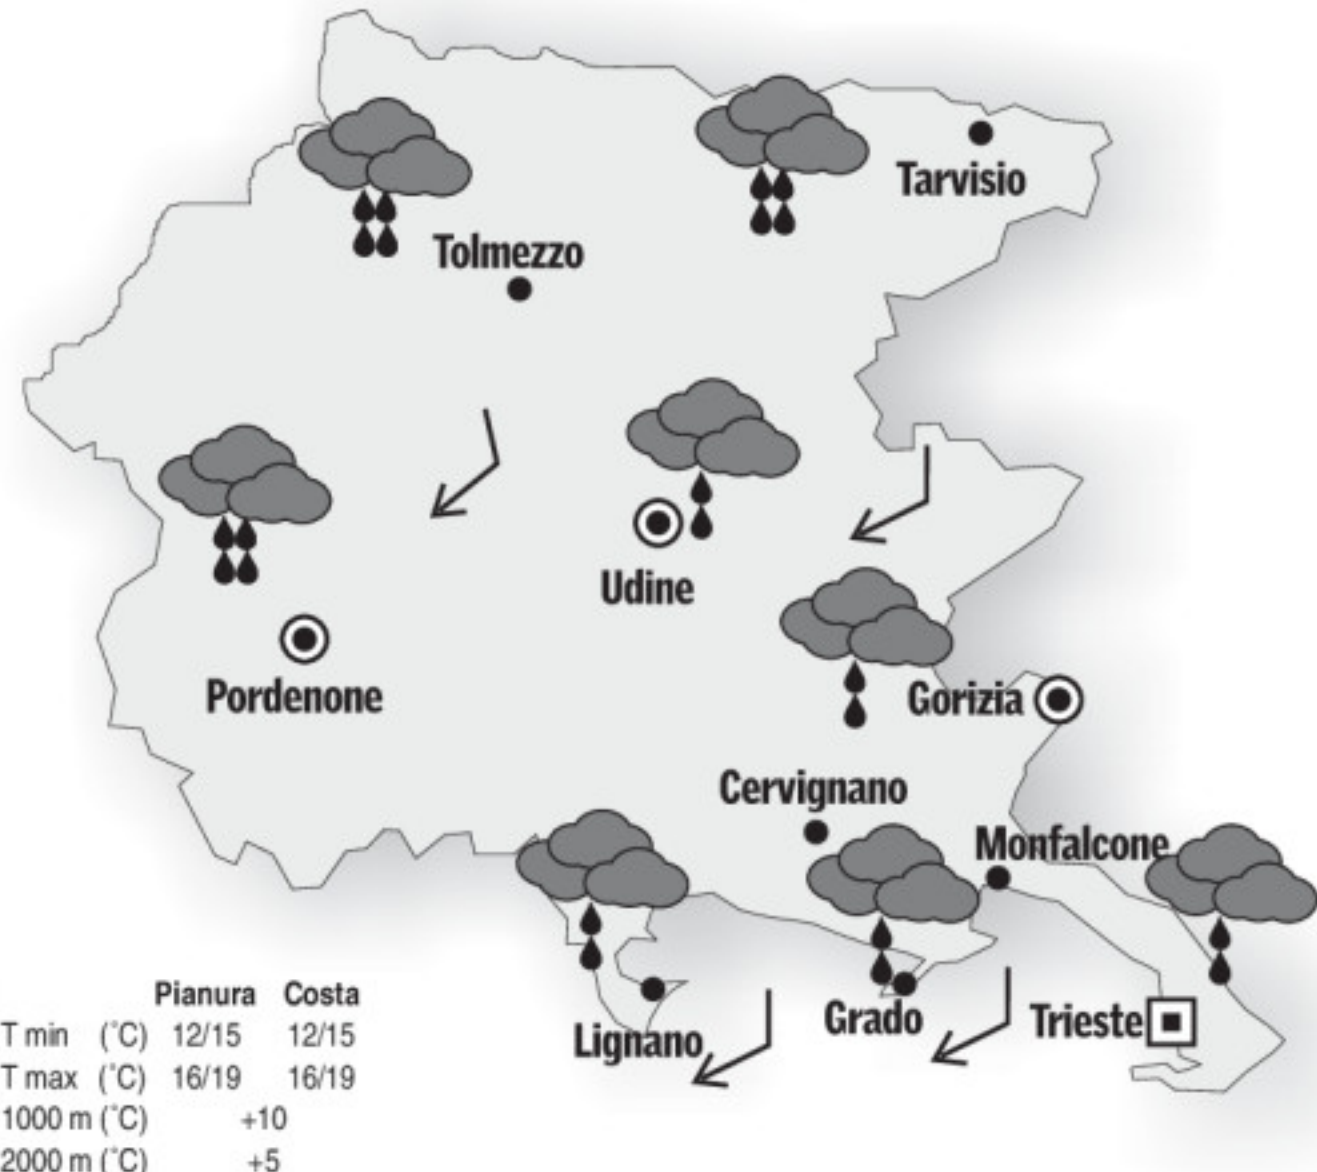 Tarvisio
Tolmezzo
Udine
Pordenone
Gorizia
Cervignano
Monfalcone
Grado
Trieste
Lignano
Pianura Costa
T min (°C) 12/15 12/15
T max (°C) 16/19 16/19
1000 m (°C) +10
2000 m (°C) +5